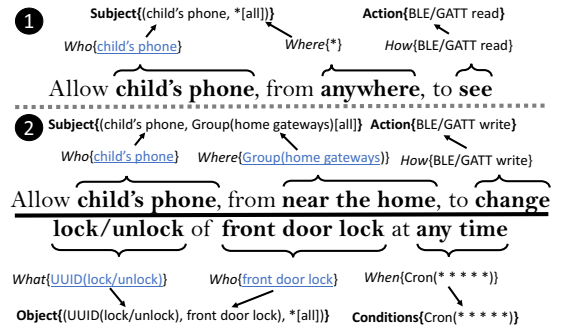 1
Subject{(child's phone, *[all])} Action{BLE/GATT read}
Who{child's phone} Where{*} How{BLE/GATT read}
Allow child's phone, from anywhere, to see
2
Subject{(child's phone, Group(home gateways)[all]} Action{BLE/GATT write}
Who{child's phone} Where{Group(home gateways)} How{BLE/GATT write}
Allow child's phone, from near the home, to change
lock/unlock of front door lock at any time
What{UUID(lock/unlock)} Who{front door lock} When{Cron(* * * * *)}
Object{(UUID(lock/unlock), front door lock), *[all])} Conditions{Cron(* * * * *)}